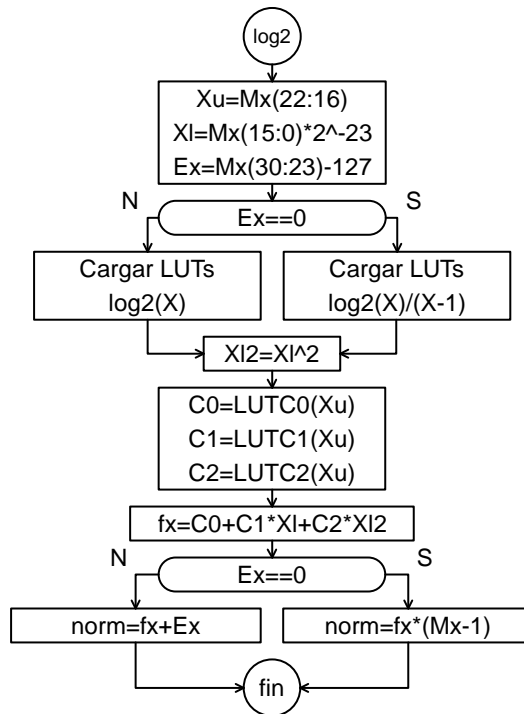 log2
Xu=Mx(22:16)
Xl=Mx(15:0)*2^-23
Ex=Mx(30:23)-127
N
S
Ex==0
Cargar LUTs
log2(X)
Cargar LUTs
log2(X)/(X-1)
Xl2=Xl^2
C0=LUTC0(Xu)
C1=LUTC1(Xu)
C2=LUTC2(Xu)
fx=C0+C1*Xl+C2*Xl2
N
S
Ex==0
norm=fx+Ex
norm=fx*(Mx-1)
fin